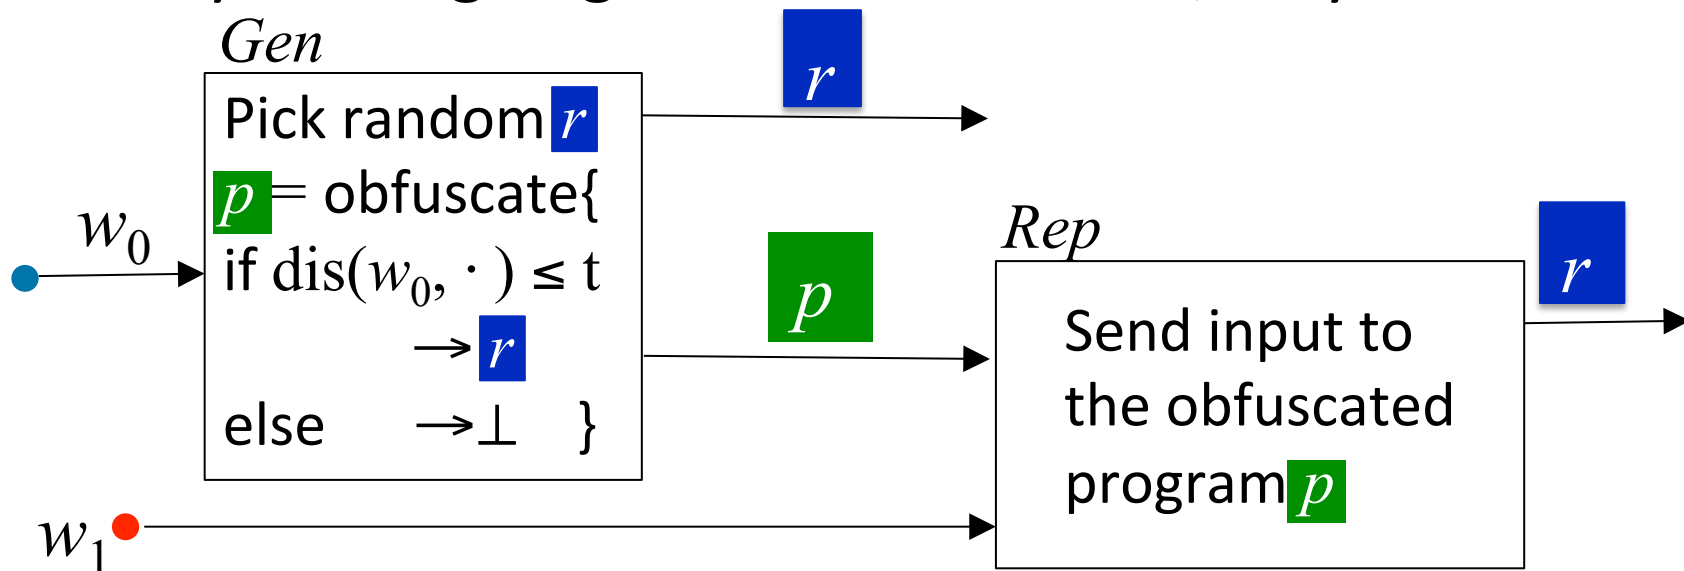 Gen
r
Pick random r
p = obfuscate{
w0
if dis(w0, · ) ≤ t
→ r
else →⊥ }
p
Rep
r
Send input to
the obfuscated
program p
w1